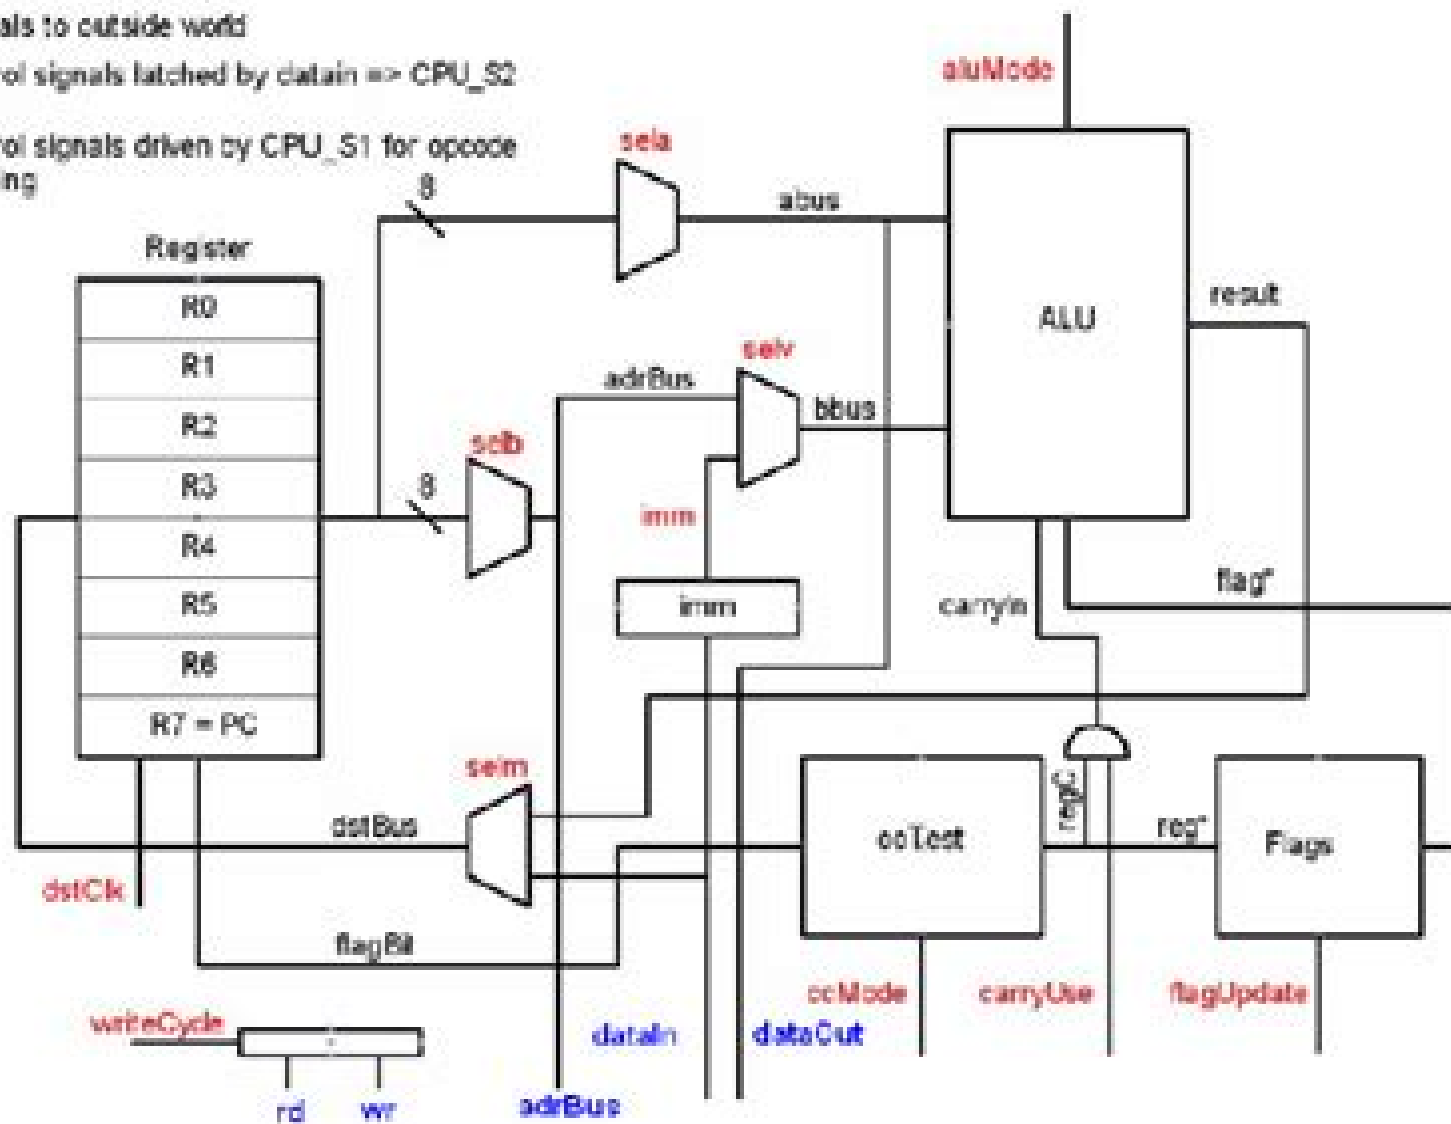 als to outside world
rol signals latched by datain => CPU_S2
rol signals driven by CPU_S1 for opcode
ing
aluMode
sela
8
abus
Register
R0
R1
R2
R3
R4
R5
R6
R7 = PC
ALU
result
selv
adrBus
bbus
selb
8
imm
imm
carryIn
flag*
selm
dstBus
dstClk
flagBit
ccTest
regC
reg*
Flags
ccMode
carryUse
flagUpdate
writeCycle
dataIn
dataOut
rd
wr
adrBus